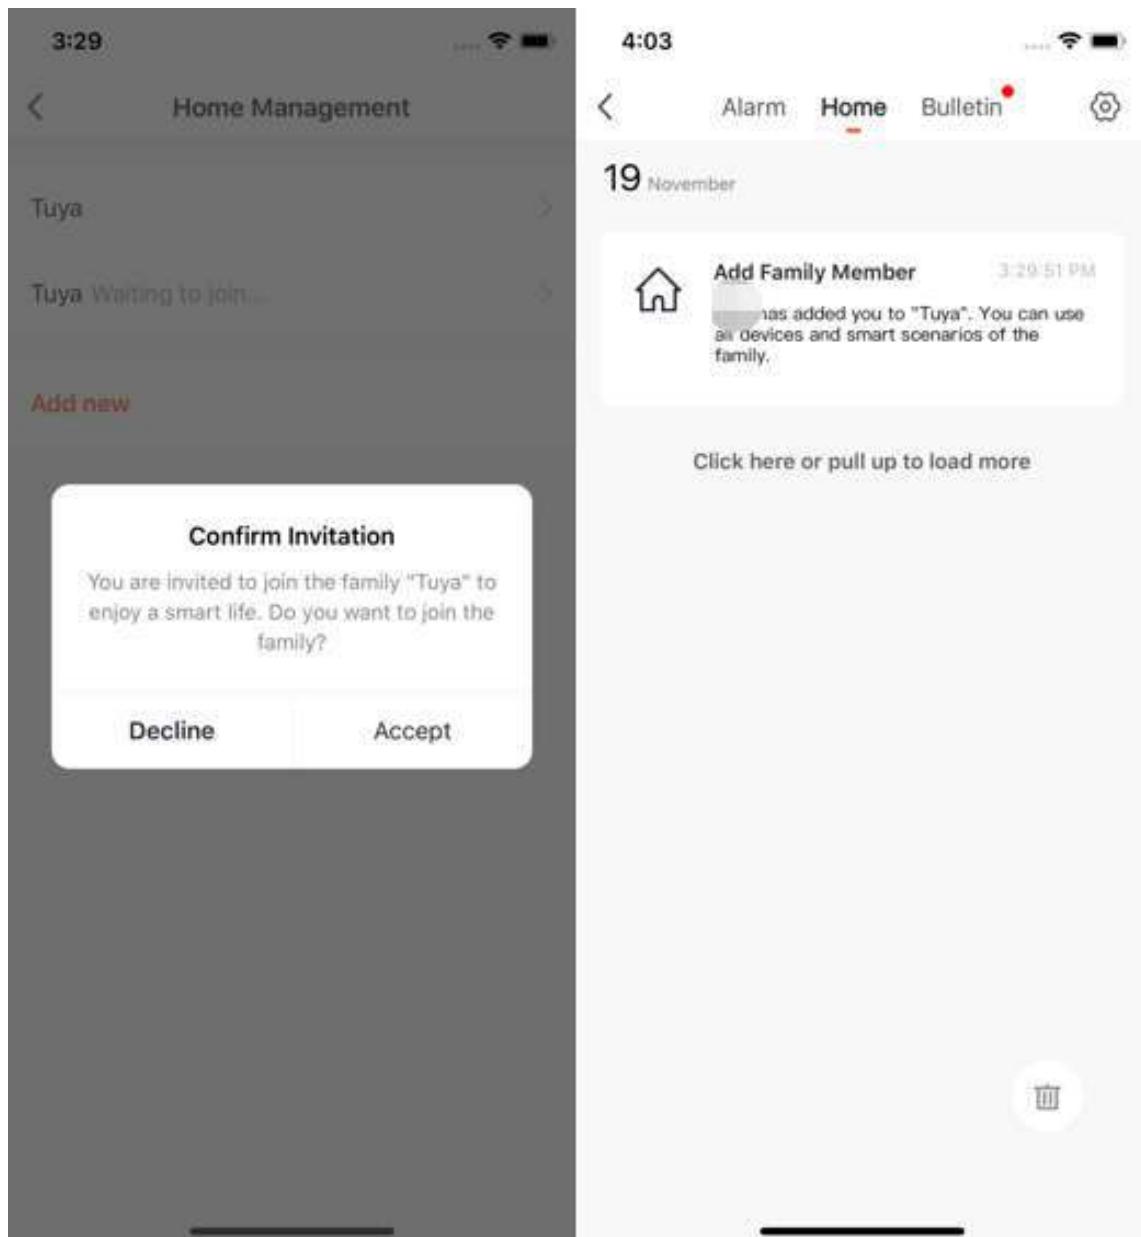 3:29
Home Management
Tuya
Tuya Waiting to join...
Add new
Confirm Invitation
You are invited to join the family "Tuya" to
enjoy a smart life. Do you want to join the
family?
Decline
Accept
4:03
Alarm
Home
Bulletin
19 November
Add Family Member
3:29:51 PM
has added you to "Tuya". You can use
all devices and smart scenarios of the
family.
Click here or pull up to load more